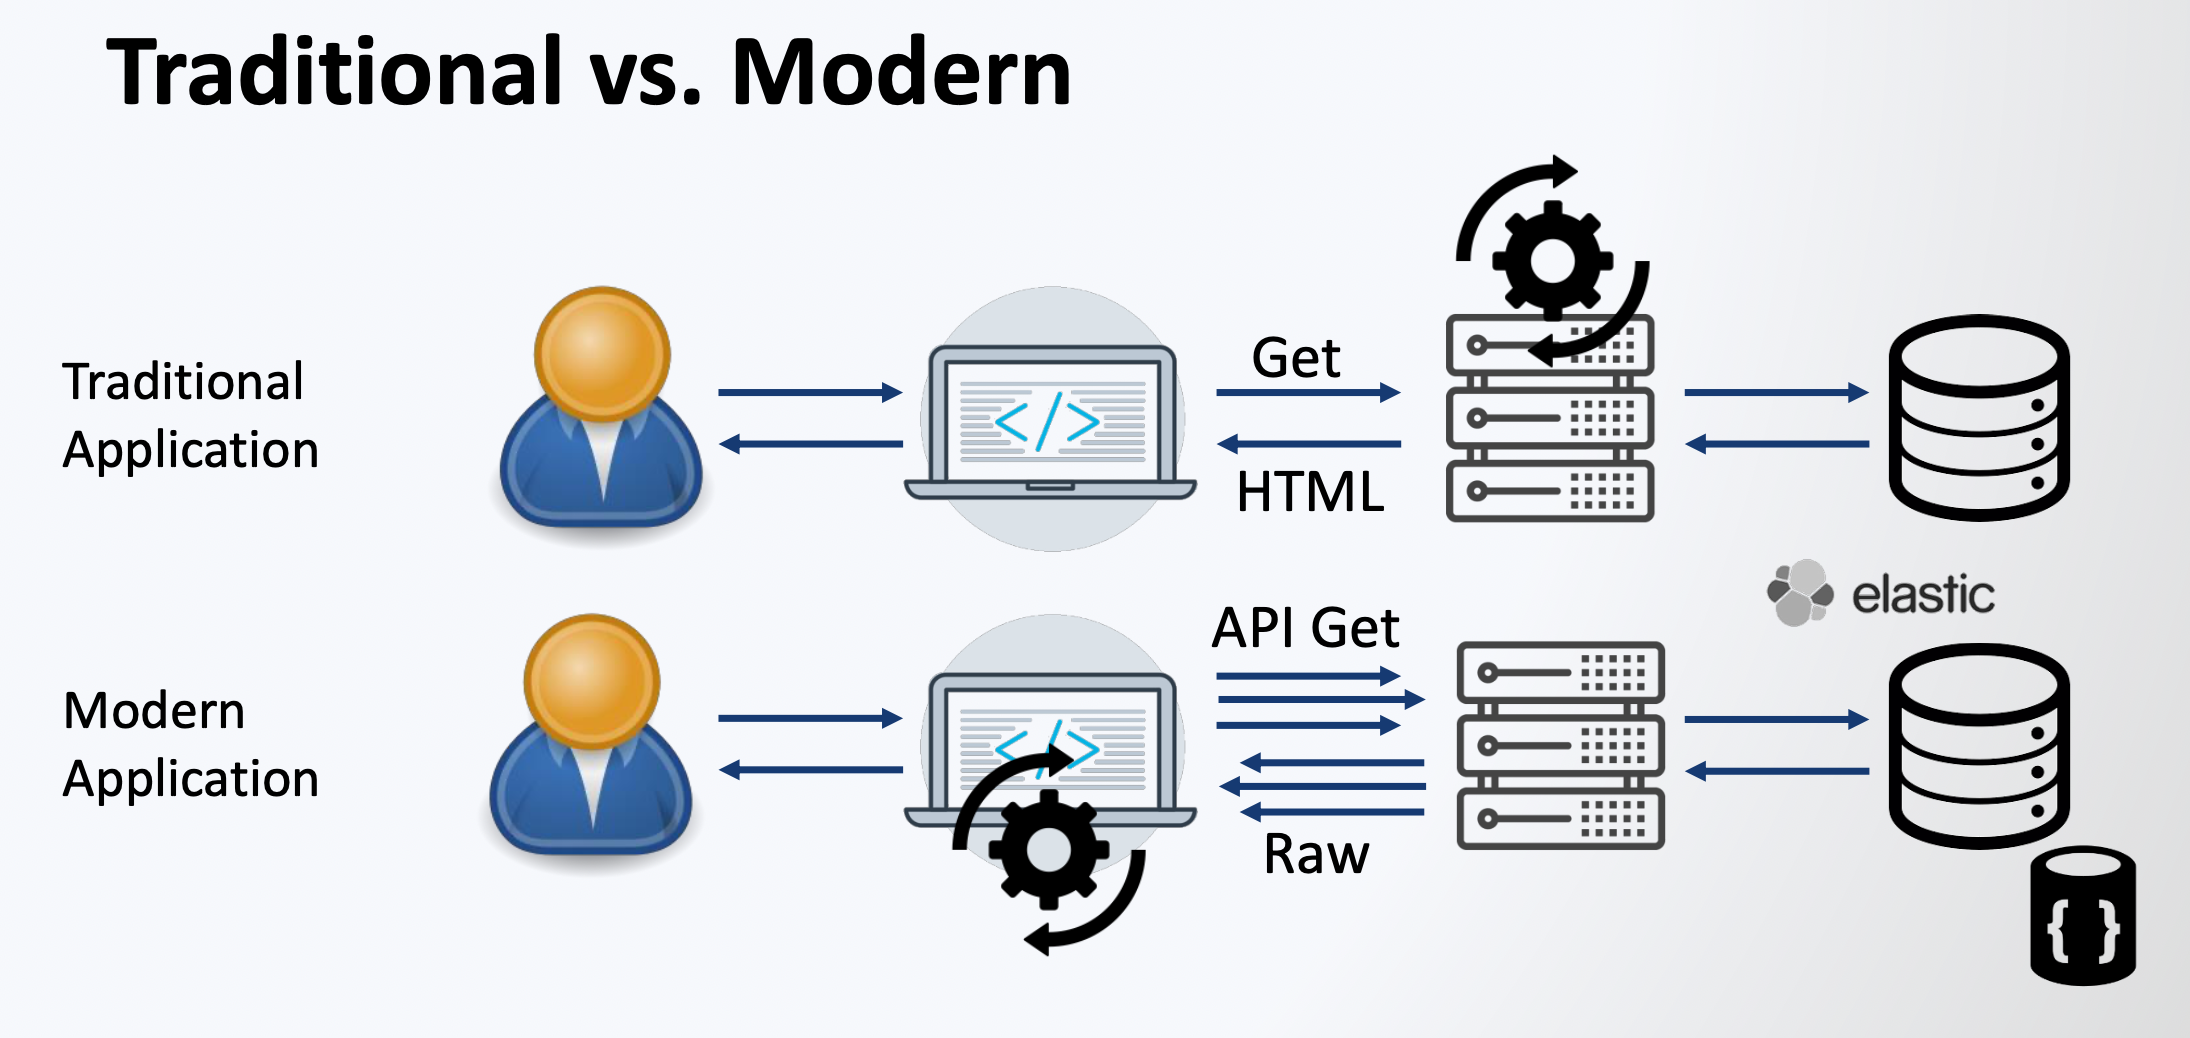 Traditional vs. Modern
Traditional
Application
</>
Get
HTML
Modern
Application
</>
API Get
Raw
elastic
{ }